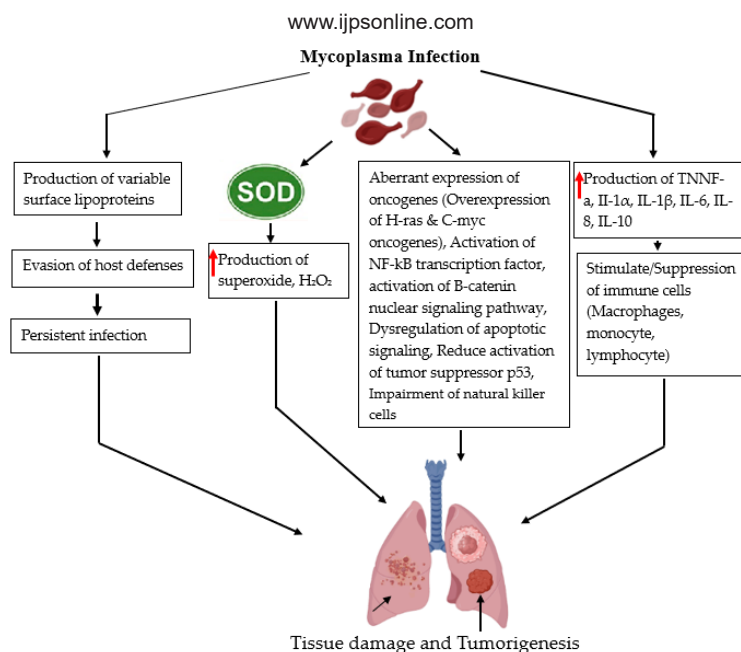 www.ijpsonline.com
Mycoplasma Infection
Production of variable
surface lipoproteins
Evasion of host defenses
Persistent infection
SOD
Production of
superoxide, H₂O₂
Aberrant expression of
oncogenes (Overexpression
of H-ras & C-myc
oncogenes), Activation of
NF-kB transcription factor,
activation of B-catenin
nuclear signaling pathway,
Dysregulation of apoptotic
signaling, Reduce activation
of tumor suppressor p53,
Impairment of natural killer
cells
Production of TNNF-
a, II-1α, IL-1β, IL-6, IL-
8, IL-10
Stimulate/Suppression
of immune cells
(Macrophages,
monocyte,
lymphocyte)
Tissue damage and Tumorigenesis